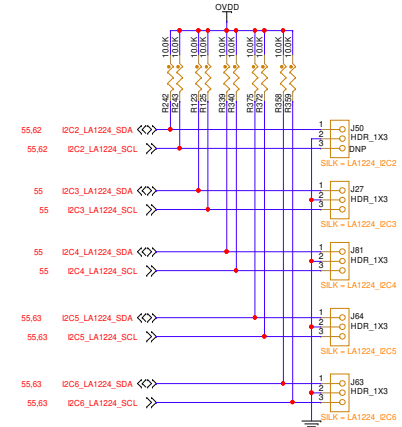 OVDD
10.0K 10.0K 10.0K 10.0K 10.0K 10.0K 10.0K 10.0K 10.0K 10.0K
R242 R243 R123 R125 R339 R340 R375 R372 R358 R359
55,62 I2C2_LA1224_SDA 1 J50
2 HDR_1X3
55,62 I2C2_LA1224_SCL 3 DNP
SILK = LA1224_I2C2
55 I2C3_LA1224_SDA 1 J27
2 HDR_1X3
55 I2C3_LA1224_SCL 3
SILK = LA1224_I2C3
55 I2C4_LA1224_SDA 1 J81
2 HDR_1X3
55 I2C4_LA1224_SCL 3
SILK = LA1224_I2C4
55,63 I2C5_LA1224_SDA 1 J64
2 HDR_1X3
55,63 I2C5_LA1224_SCL 3
SILK = LA1224_I2C5
55,63 I2C6_LA1224_SDA 1 J63
2 HDR_1X3
55,63 I2C6_LA1224_SCL 3
SILK = LA1224_I2C6